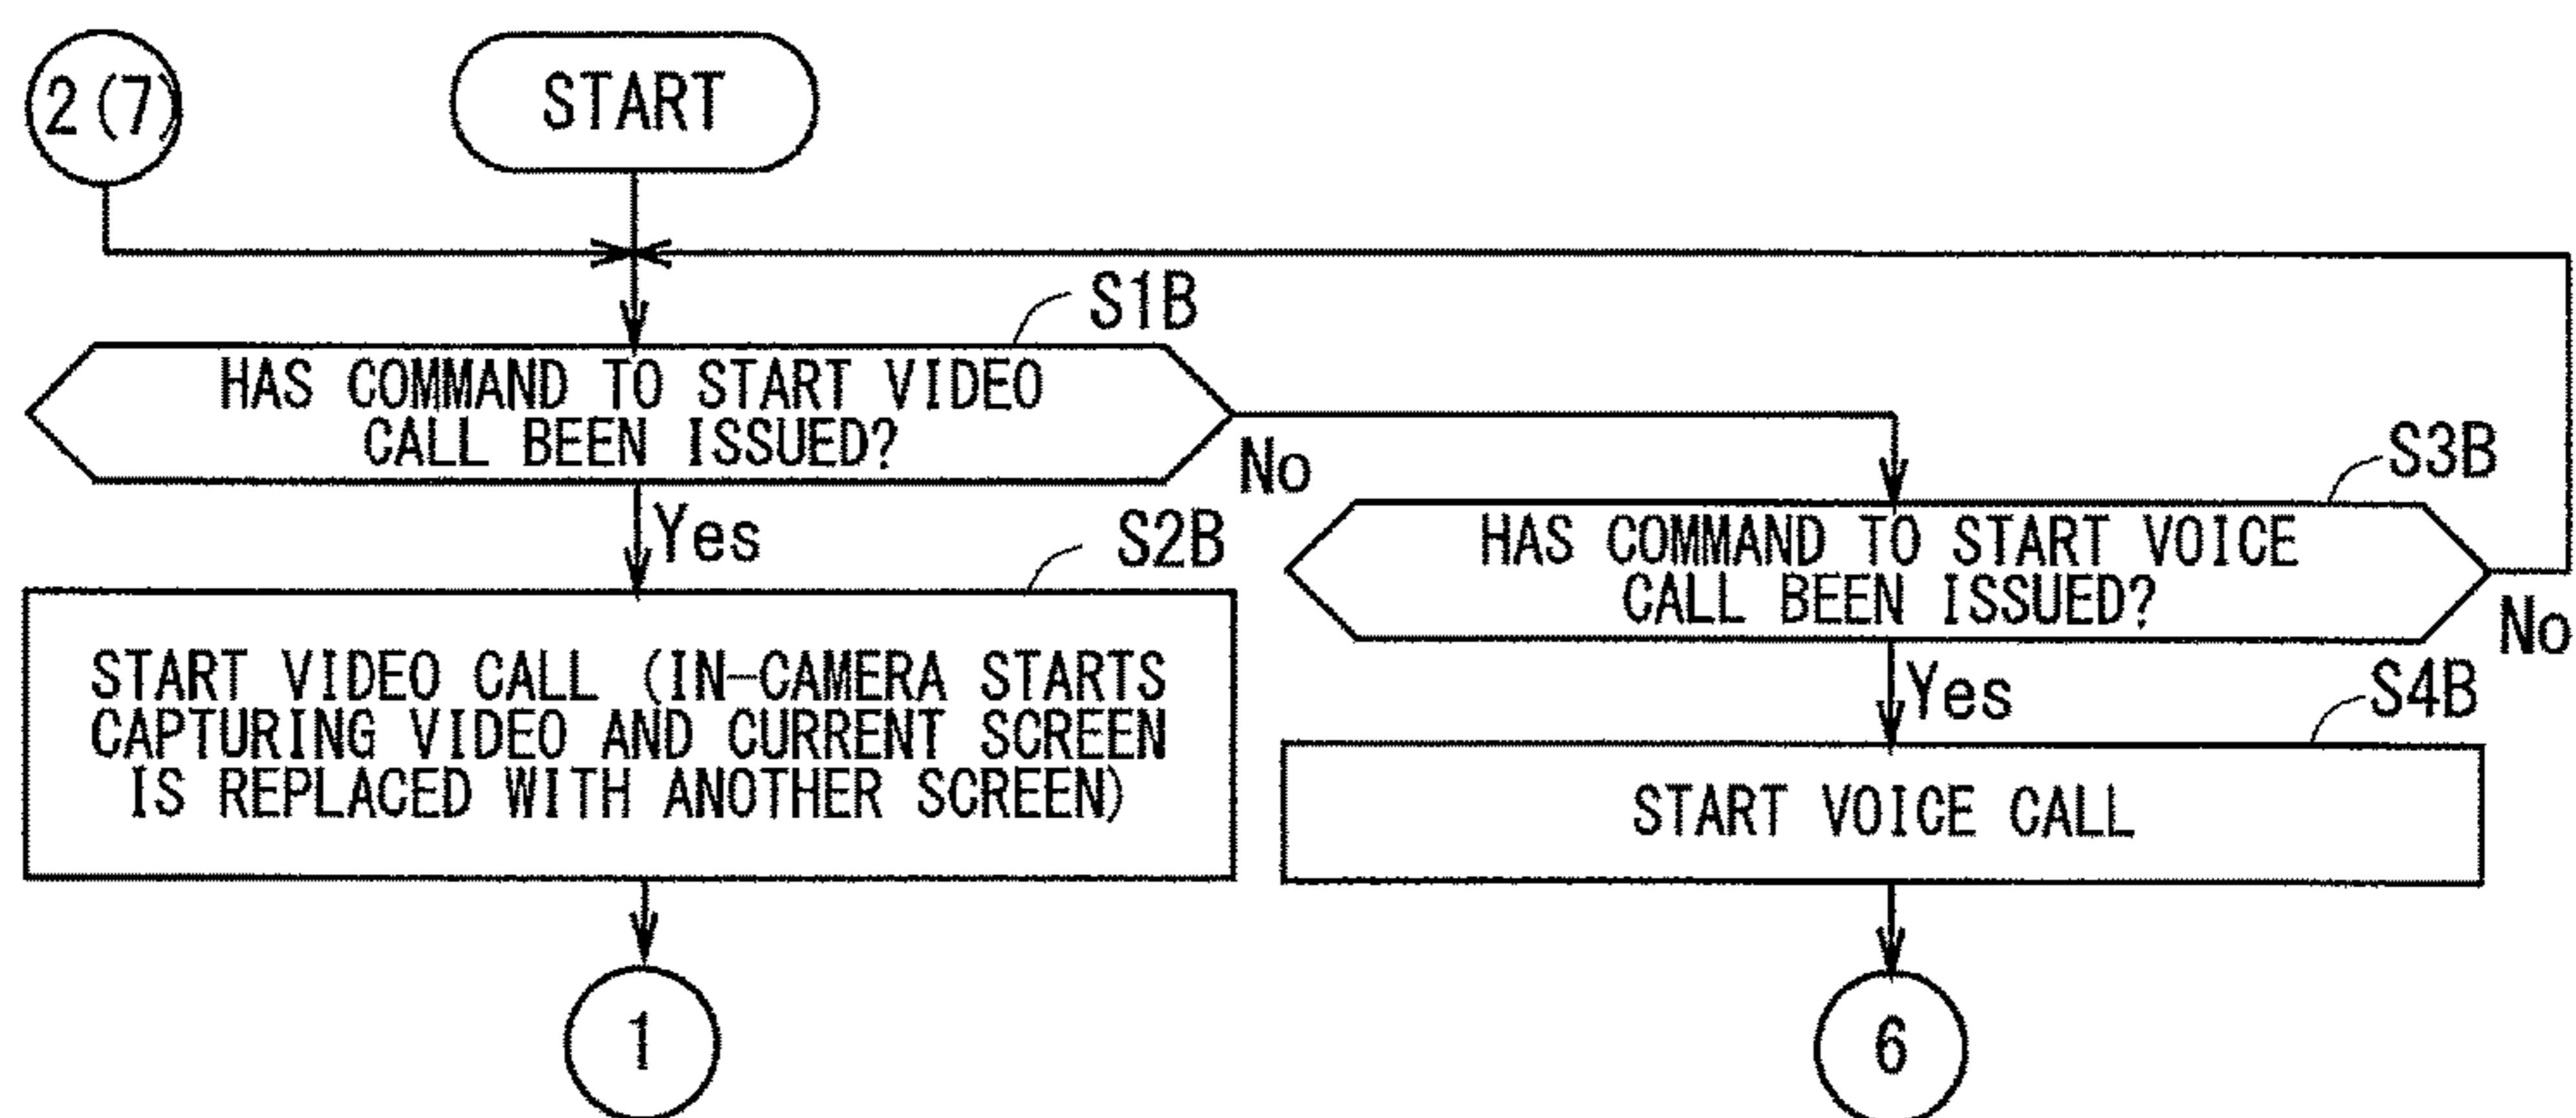 2(7)
START
S1B
HAS COMMAND TO START VIDEO
CALL BEEN ISSUED?
No
Yes
S3B
HAS COMMAND TO START VOICE
CALL BEEN ISSUED?
No
Yes
S2B
START VIDEO CALL (IN-CAMERA STARTS
CAPTURING VIDEO AND CURRENT SCREEN
IS REPLACED WITH ANOTHER SCREEN)
S4B
START VOICE CALL
1
6